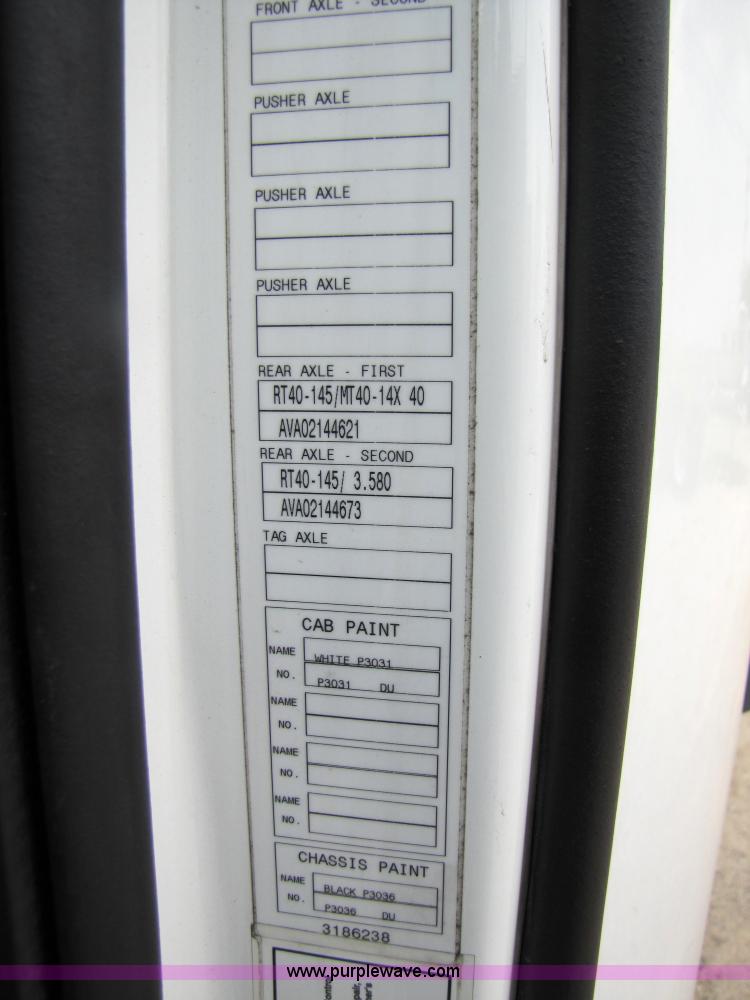 FRONT AXLE - SECOND
PUSHER AXLE
PUSHER AXLE
PUSHER AXLE
REAR AXLE - FIRST
RT40-145/MT40-14X 40
AVA02144621
REAR AXLE - SECOND
RT40-145/ 3.580
AVA02144673
TAG AXLE
CAB PAINT
NAME WHITE P3031
NO. P3031 DU
NAME
NO.
NAME
NO.
NAME
NO.
CHASSIS PAINT
NAME BLACK P3036
NO. P3036 DU
3186238
www.purplewave.com